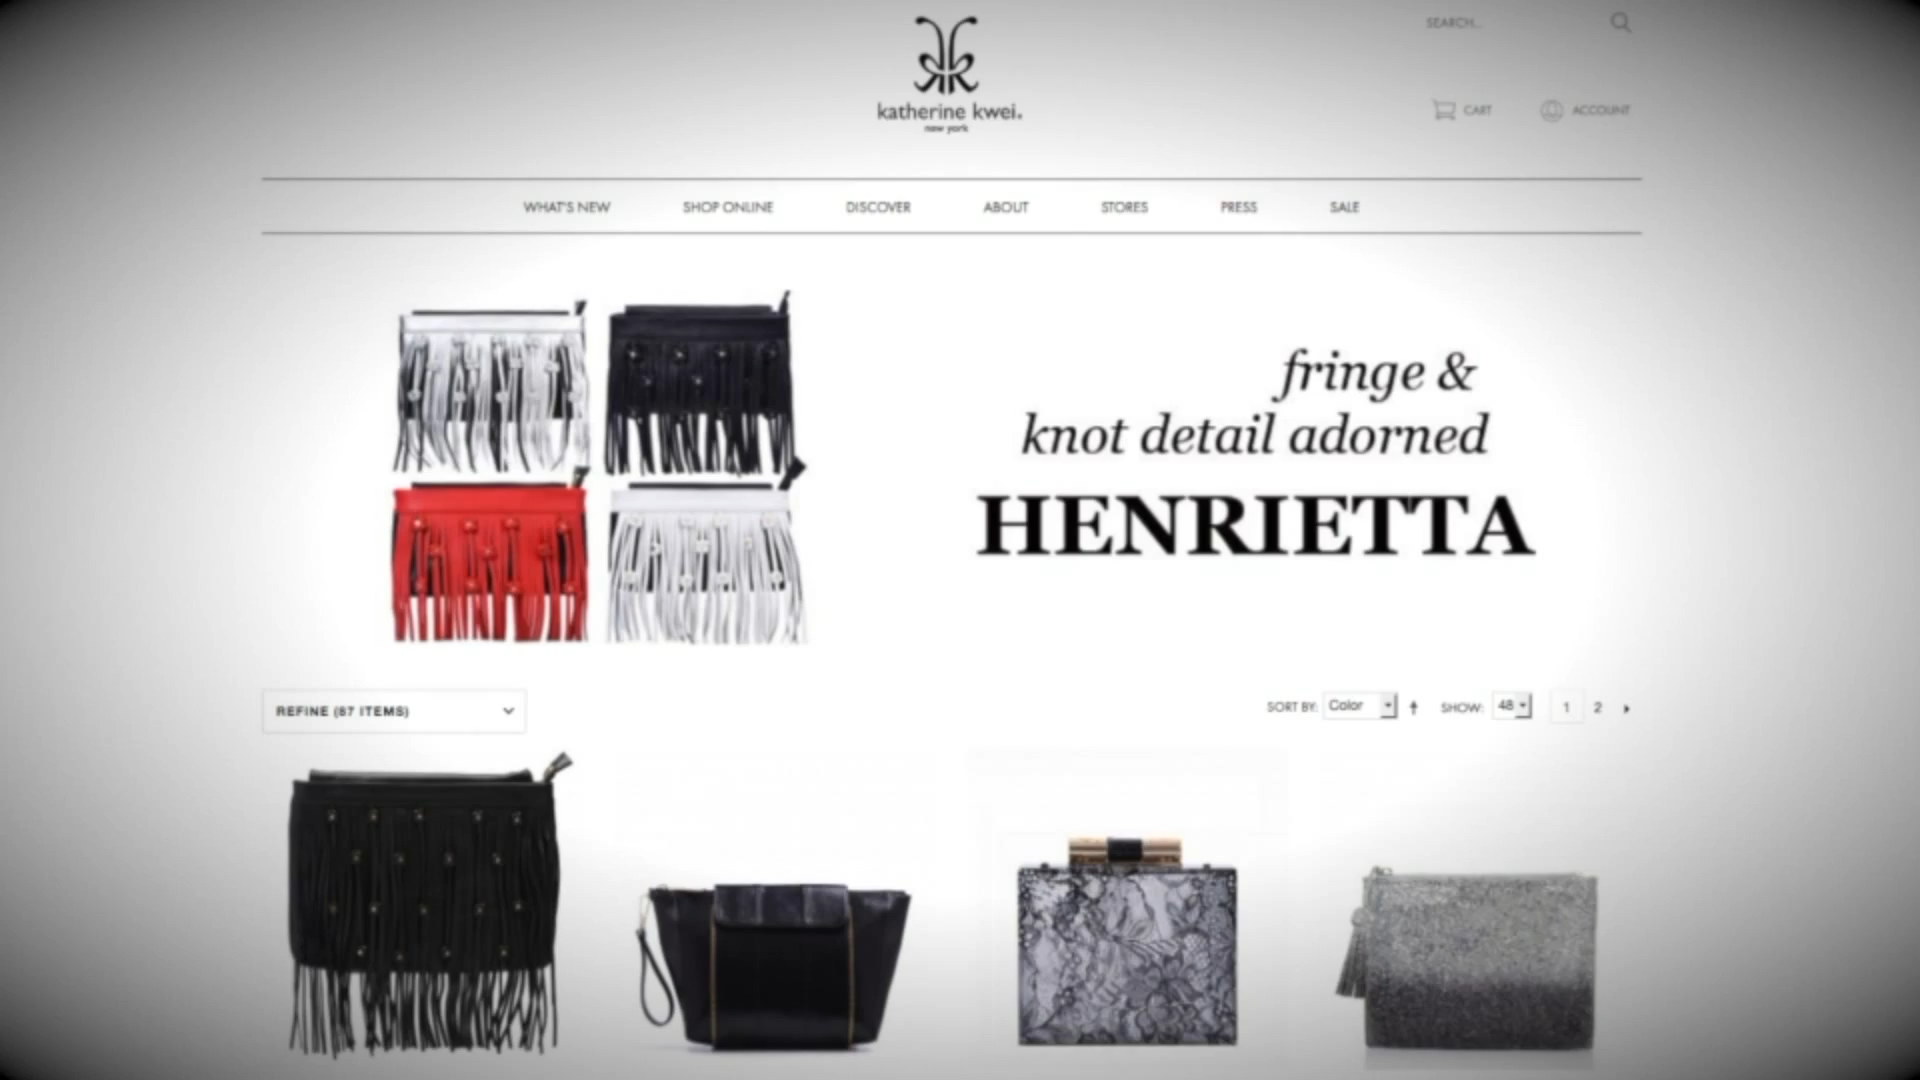 SEARCH...
katherine kwei.
new york
CART
ACCOUNT
WHAT'S NEW
SHOP ONLINE
DISCOVER
ABOUT
STORES
PRESS
SALE
fringe &
knot detail adorned
HENRIETTA
REFINE (87 ITEMS)
SORT BY: Color
SHOW: 48
1 2